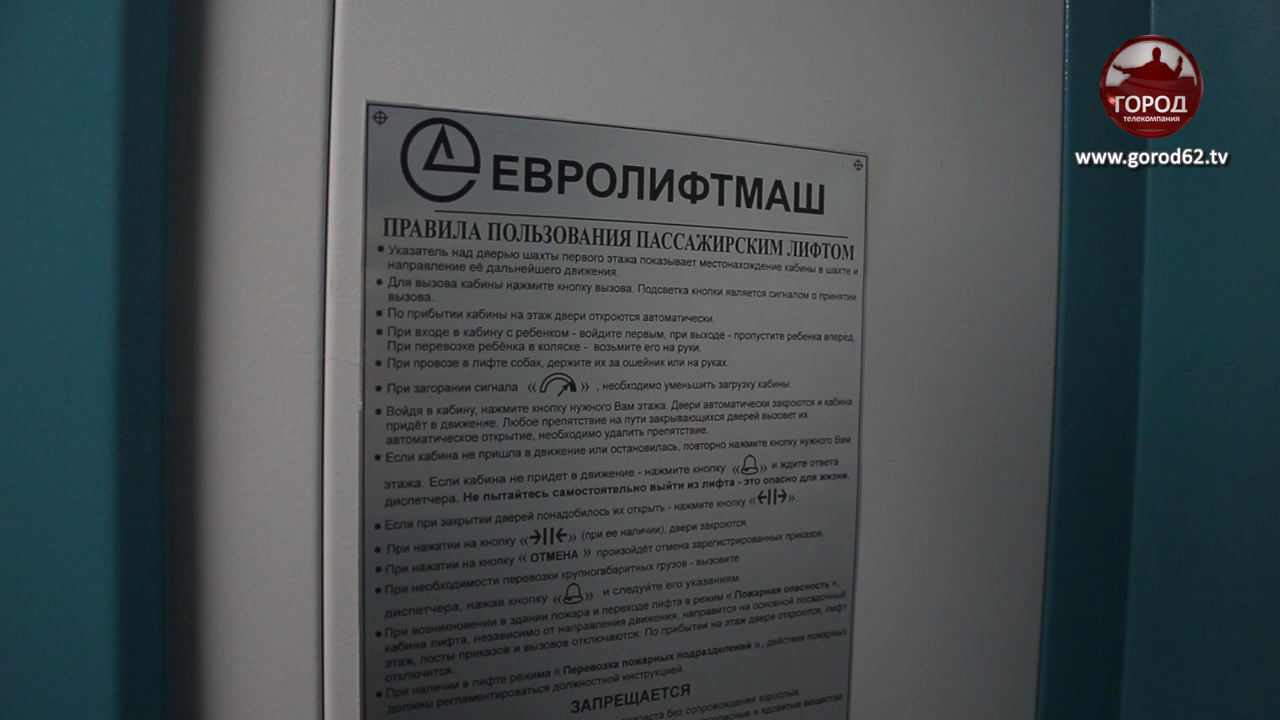 ГОРОД
телекомпания
www.gorod62.tv
ЕВРОЛИФТМАШ
ПРАВИЛА ПОЛЬЗОВАНИЯ ПАССАЖИРСКИМ ЛИФТОМ
• Указатель над дверью шахты первого этажа показывает местонахождение кабины в шахте и
направление её дальнейшего движения.
• Для вызова кабины нажмите кнопку вызова. Подсветка кнопки является сигналом о принятии
вызова.
• По прибытии кабины на этаж двери откроются автоматически.
• При входе в кабину с ребенком - войдите первым, при выходе - пропустите ребенка вперед.
При перевозке ребёнка в коляске - возьмите его на руки.
• При провозе в лифте собак, держите их за ошейник или на руках.
• При загорании сигнала « », необходимо уменьшить загрузку кабины.
• Войдя в кабину, нажмите кнопку нужного Вам этажа. Двери автоматически закроются и кабина
придёт в движение. Любое препятствие на пути закрывающихся дверей вызовет их
автоматическое открытие, необходимо удалить препятствие.
• Если кабина не пришла в движение или остановилась, повторно нажмите кнопку нужного Вам
этажа. Если кабина не придет в движение - нажмите кнопку « » и ждите ответа
диспетчера. Не пытайтесь самостоятельно выйти из лифта - это опасно для жизни.
• Если при закрытии дверей понадобилось их открыть - нажмите кнопку « ».
• При нажатии на кнопку « » (при ее наличии), двери закроются.
• При нажатии на кнопку « ОТМЕНА » произойдёт отмена зарегистрированных приказов.
• При необходимости перевозки крупногабаритных грузов - вызовите
диспетчера, нажав кнопку « » и следуйте его указаниям.
• При возникновении в здании пожара и переходе лифта в режим « Пожарная опасность »,
кабина лифта, независимо от направления движения, направится на основной посадочный
этаж, посты приказов и вызовов отключаются. По прибытии на этаж двери откроются, лифт
отключится.
• При наличии в лифте режима « Перевозка пожарных подразделений », действия пожарных
должны регламентироваться должностной инструкцией.
ЗАПРЕЩАЕТСЯ
без сопровождения взрослых,
и ядовитые вещества